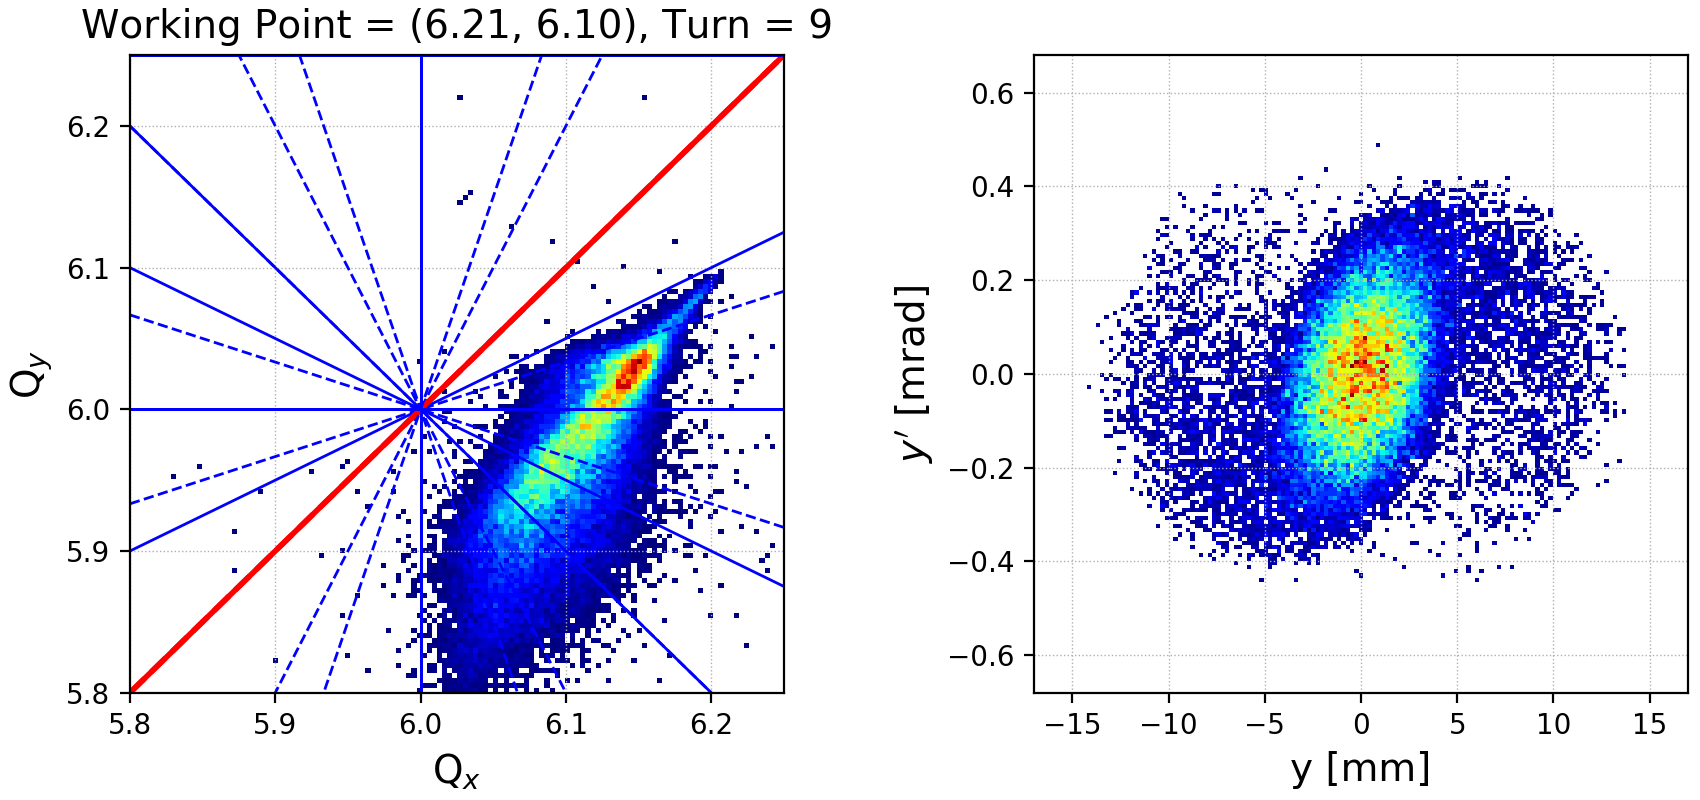 Working Point = (6.21, 6.10), Turn = 9
6.2
6.1
6.0
5.9
5.8
Q_y
5.8 5.9 6.0 6.1 6.2
Q_x
0.6
0.4
0.2
0.0
−0.2
−0.4
−0.6
y′ [mrad]
−15 −10 −5 0 5 10 15
y [mm]